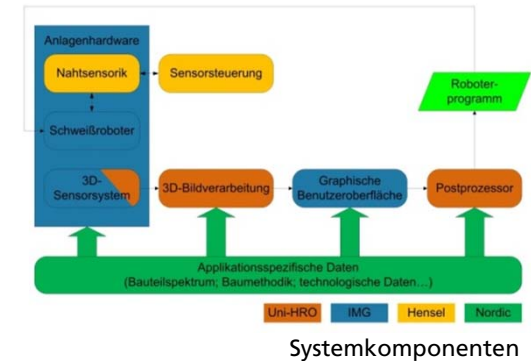 Anlagenhardware
Nahtsensorik
Sensorsteuerung
Roboter-
programm
Schweißroboter
3D-
Sensorsystem
3D-Bildverarbeitung
Graphische
Benutzeroberfläche
Postprozessor
Applikationsspezifische Daten
(Bauteilspektrum; Baumethodik; technologische Daten...)
Uni-HRO
IMG
Hensel
Nordic
Systemkomponenten